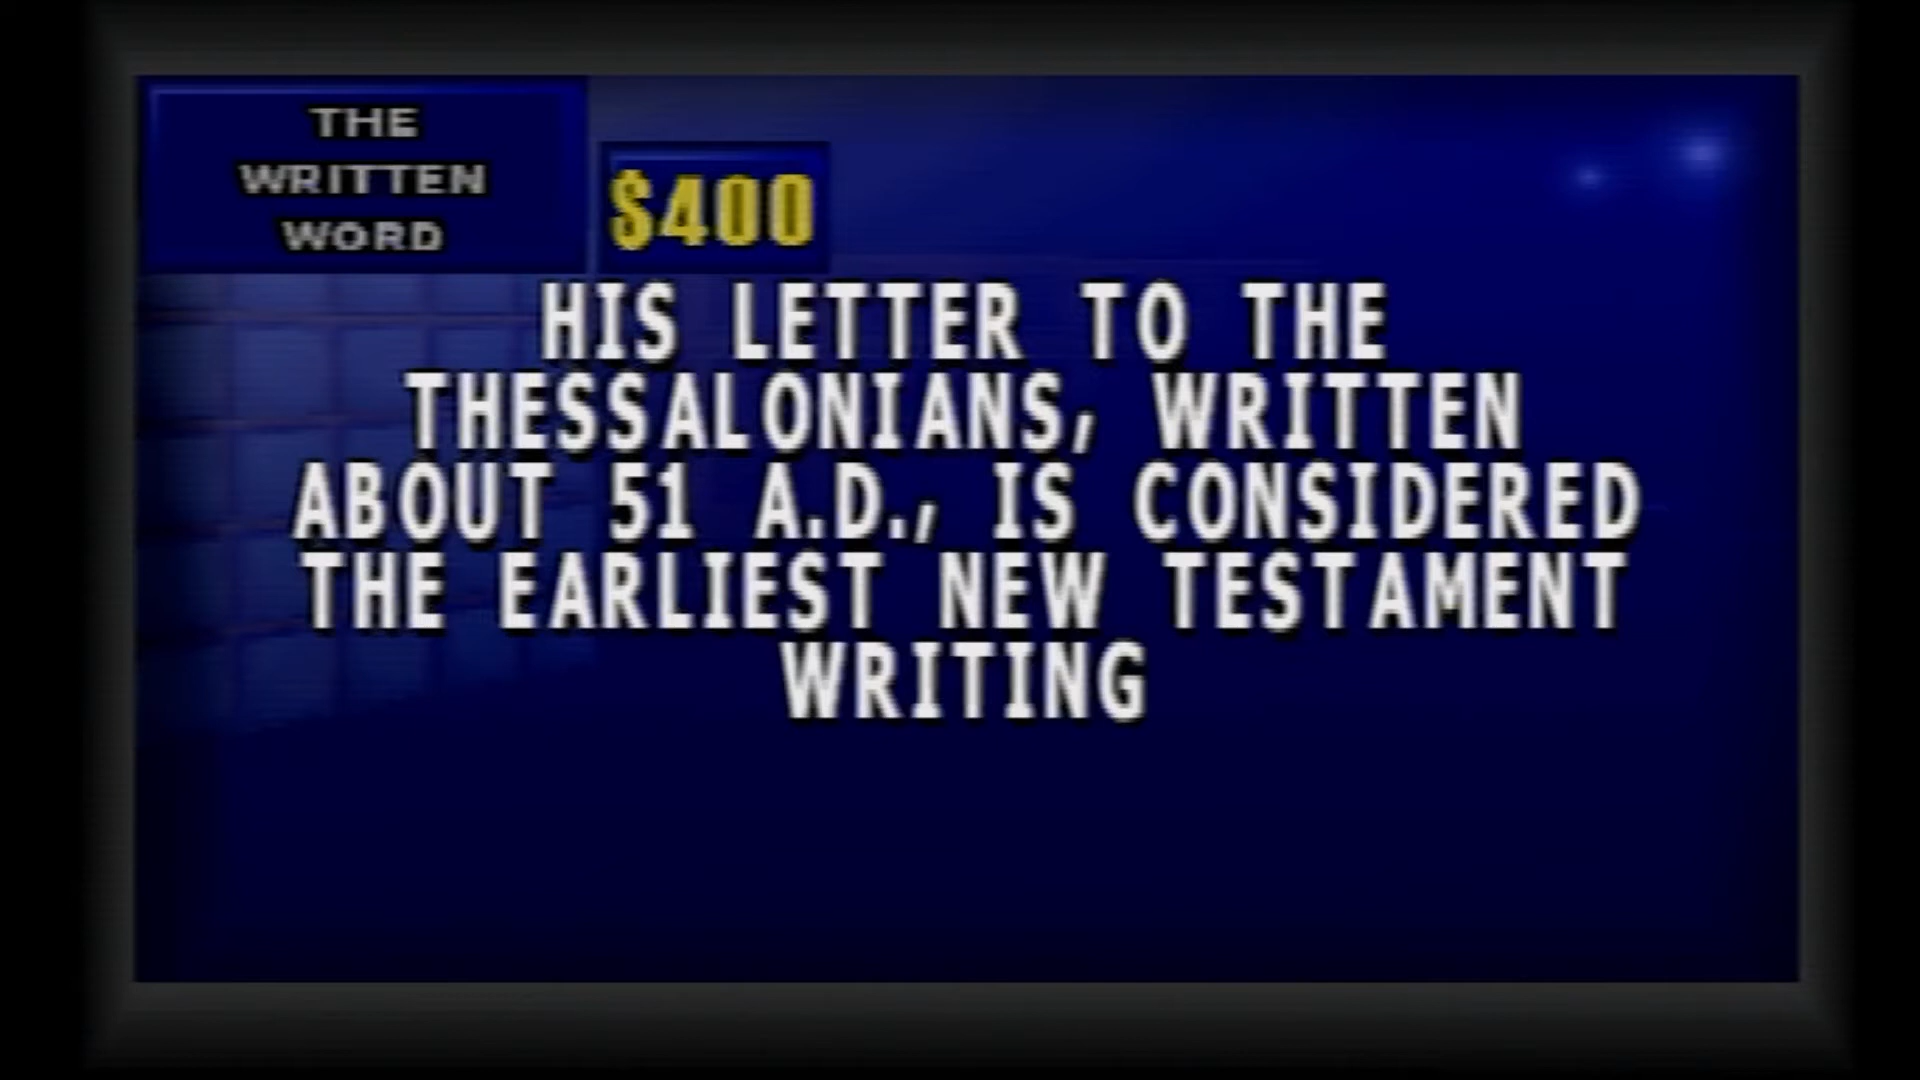 THE
WRITTEN
WORD
$400
HIS LETTER TO THE
THESSALONIANS, WRITTEN
ABOUT 51 A.D., IS CONSIDERED
THE EARLIEST NEW TESTAMENT
WRITING